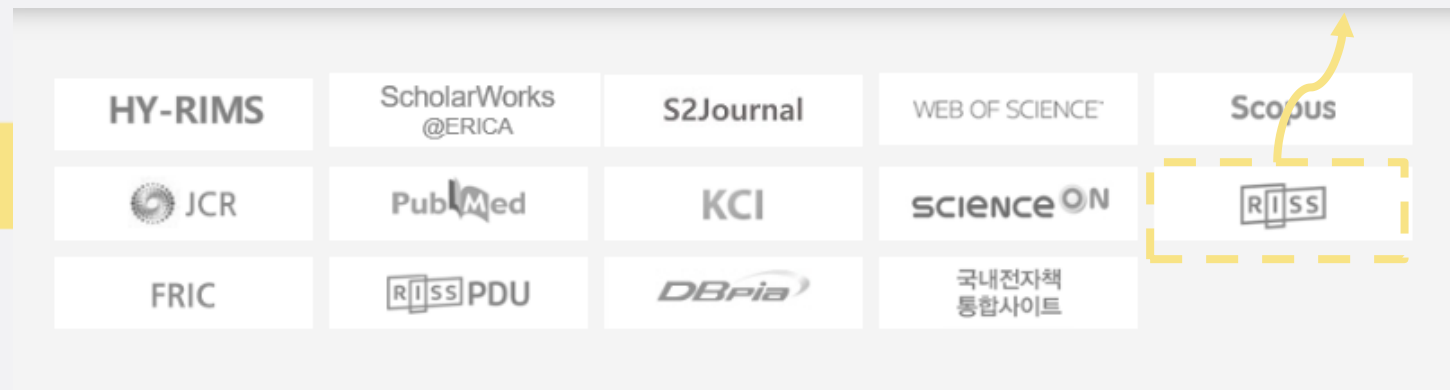 HY-RIMS
ScholarWorks
@ERICA
S2Journal
WEB OF SCIENCE™
Scopus
JCR
PubMed
KCI
SCIENCE ON
RISS
FRIC
RISS PDU
DBpia
국내전자책
통합사이트